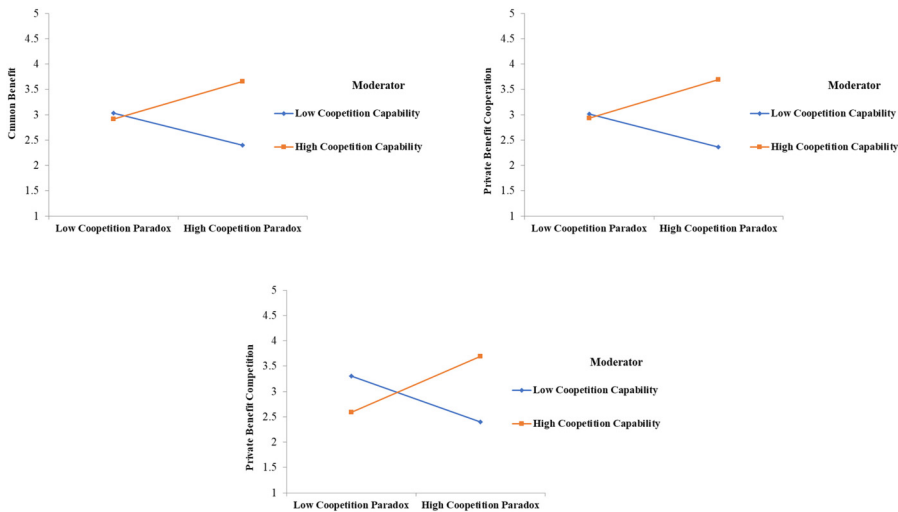 5
4.5
4
3.5
3
2.5
2
1.5
1
Cmmon Benefit
Low Coopetition Paradox High Coopetition Paradox
Moderator
Low Coopetition Capability
High Coopetition Capability
5
4.5
4
3.5
3
2.5
2
1.5
1
Private Benefit Cooperation
Low Coopetition Paradox High Coopetition Paradox
Moderator
Low Coopetition Capability
High Coopetition Capability
5
4.5
4
3.5
3
2.5
2
1.5
1
Private Benefit Competition
Low Coopetition Paradox High Coopetition Paradox
Moderator
Low Coopetition Capability
High Coopetition Capability